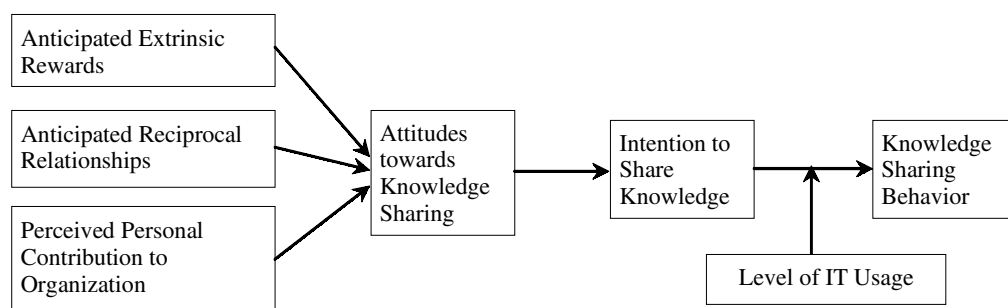 Anticipated Extrinsic
Rewards
Anticipated Reciprocal
Relationships
Perceived Personal
Contribution to
Organization
Attitudes
towards
Knowledge
Sharing
Intention to
Share
Knowledge
Knowledge
Sharing
Behavior
Level of IT Usage